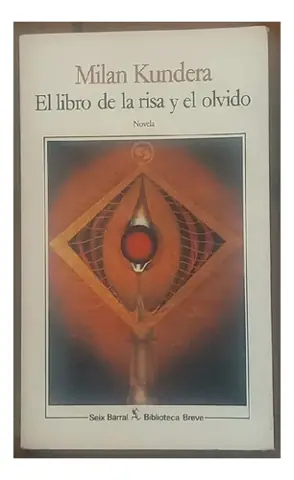 Milan Kundera
El libro de la risa y el olvido
Novela
Seix Barral Biblioteca Breve